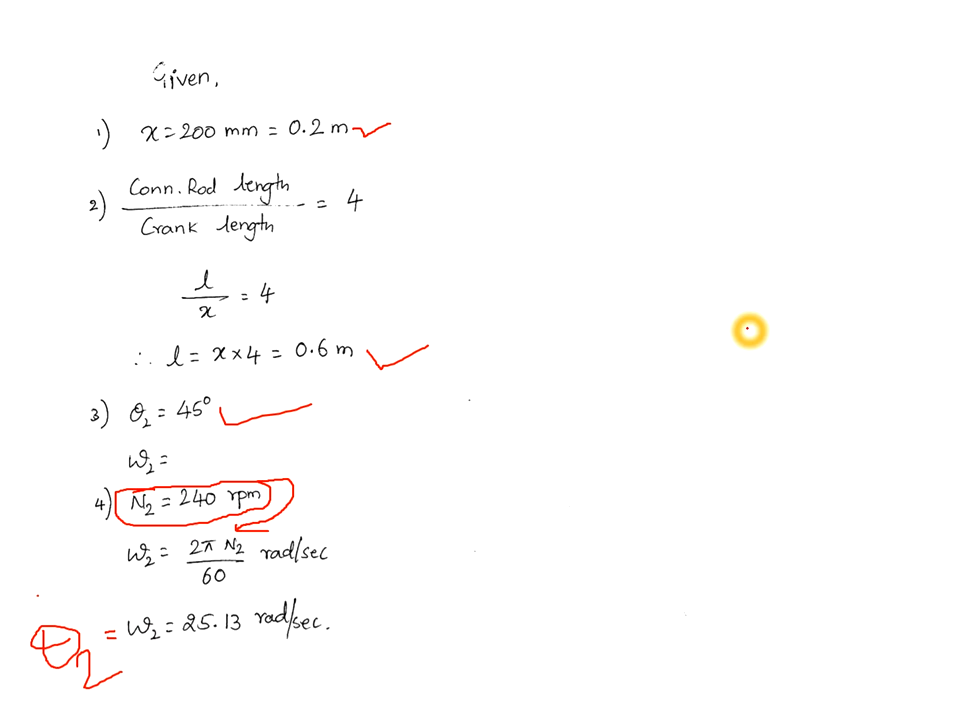 Given,
1) x = 200 mm = 0.2 m ✓
2) Conn. Rod length / Crank length = 4
l / x = 4
∴ l = x × 4 = 0.6 m ✓
3) θ₂ = 45° ✓
ω₂ =
4) N₂ = 240 rpm
ω₂ = 2π N₂ / 60 rad/sec
θ₂ = ω₂ = 25.13 rad/sec.